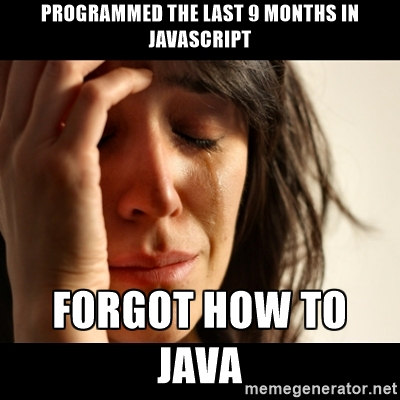 PROGRAMMED THE LAST 9 MONTHS IN
JAVASCRIPT
FORGOT HOW TO
JAVA
memegenerator.net